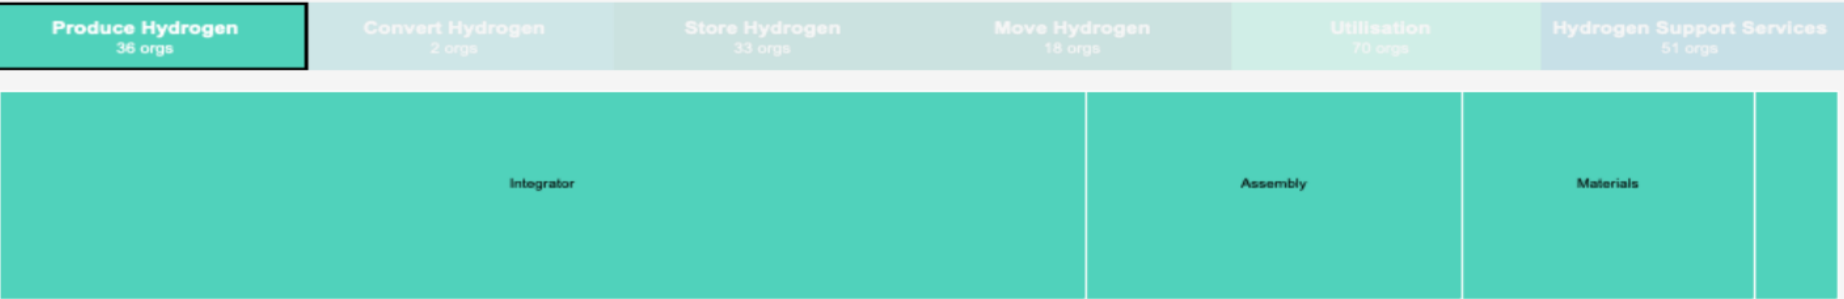 Produce Hydrogen
36 orgs
Convert Hydrogen
2 orgs
Store Hydrogen
33 orgs
Move Hydrogen
18 orgs
Utilisation
70 orgs
Hydrogen Support Services
51 orgs
Integrator
Assembly
Materials